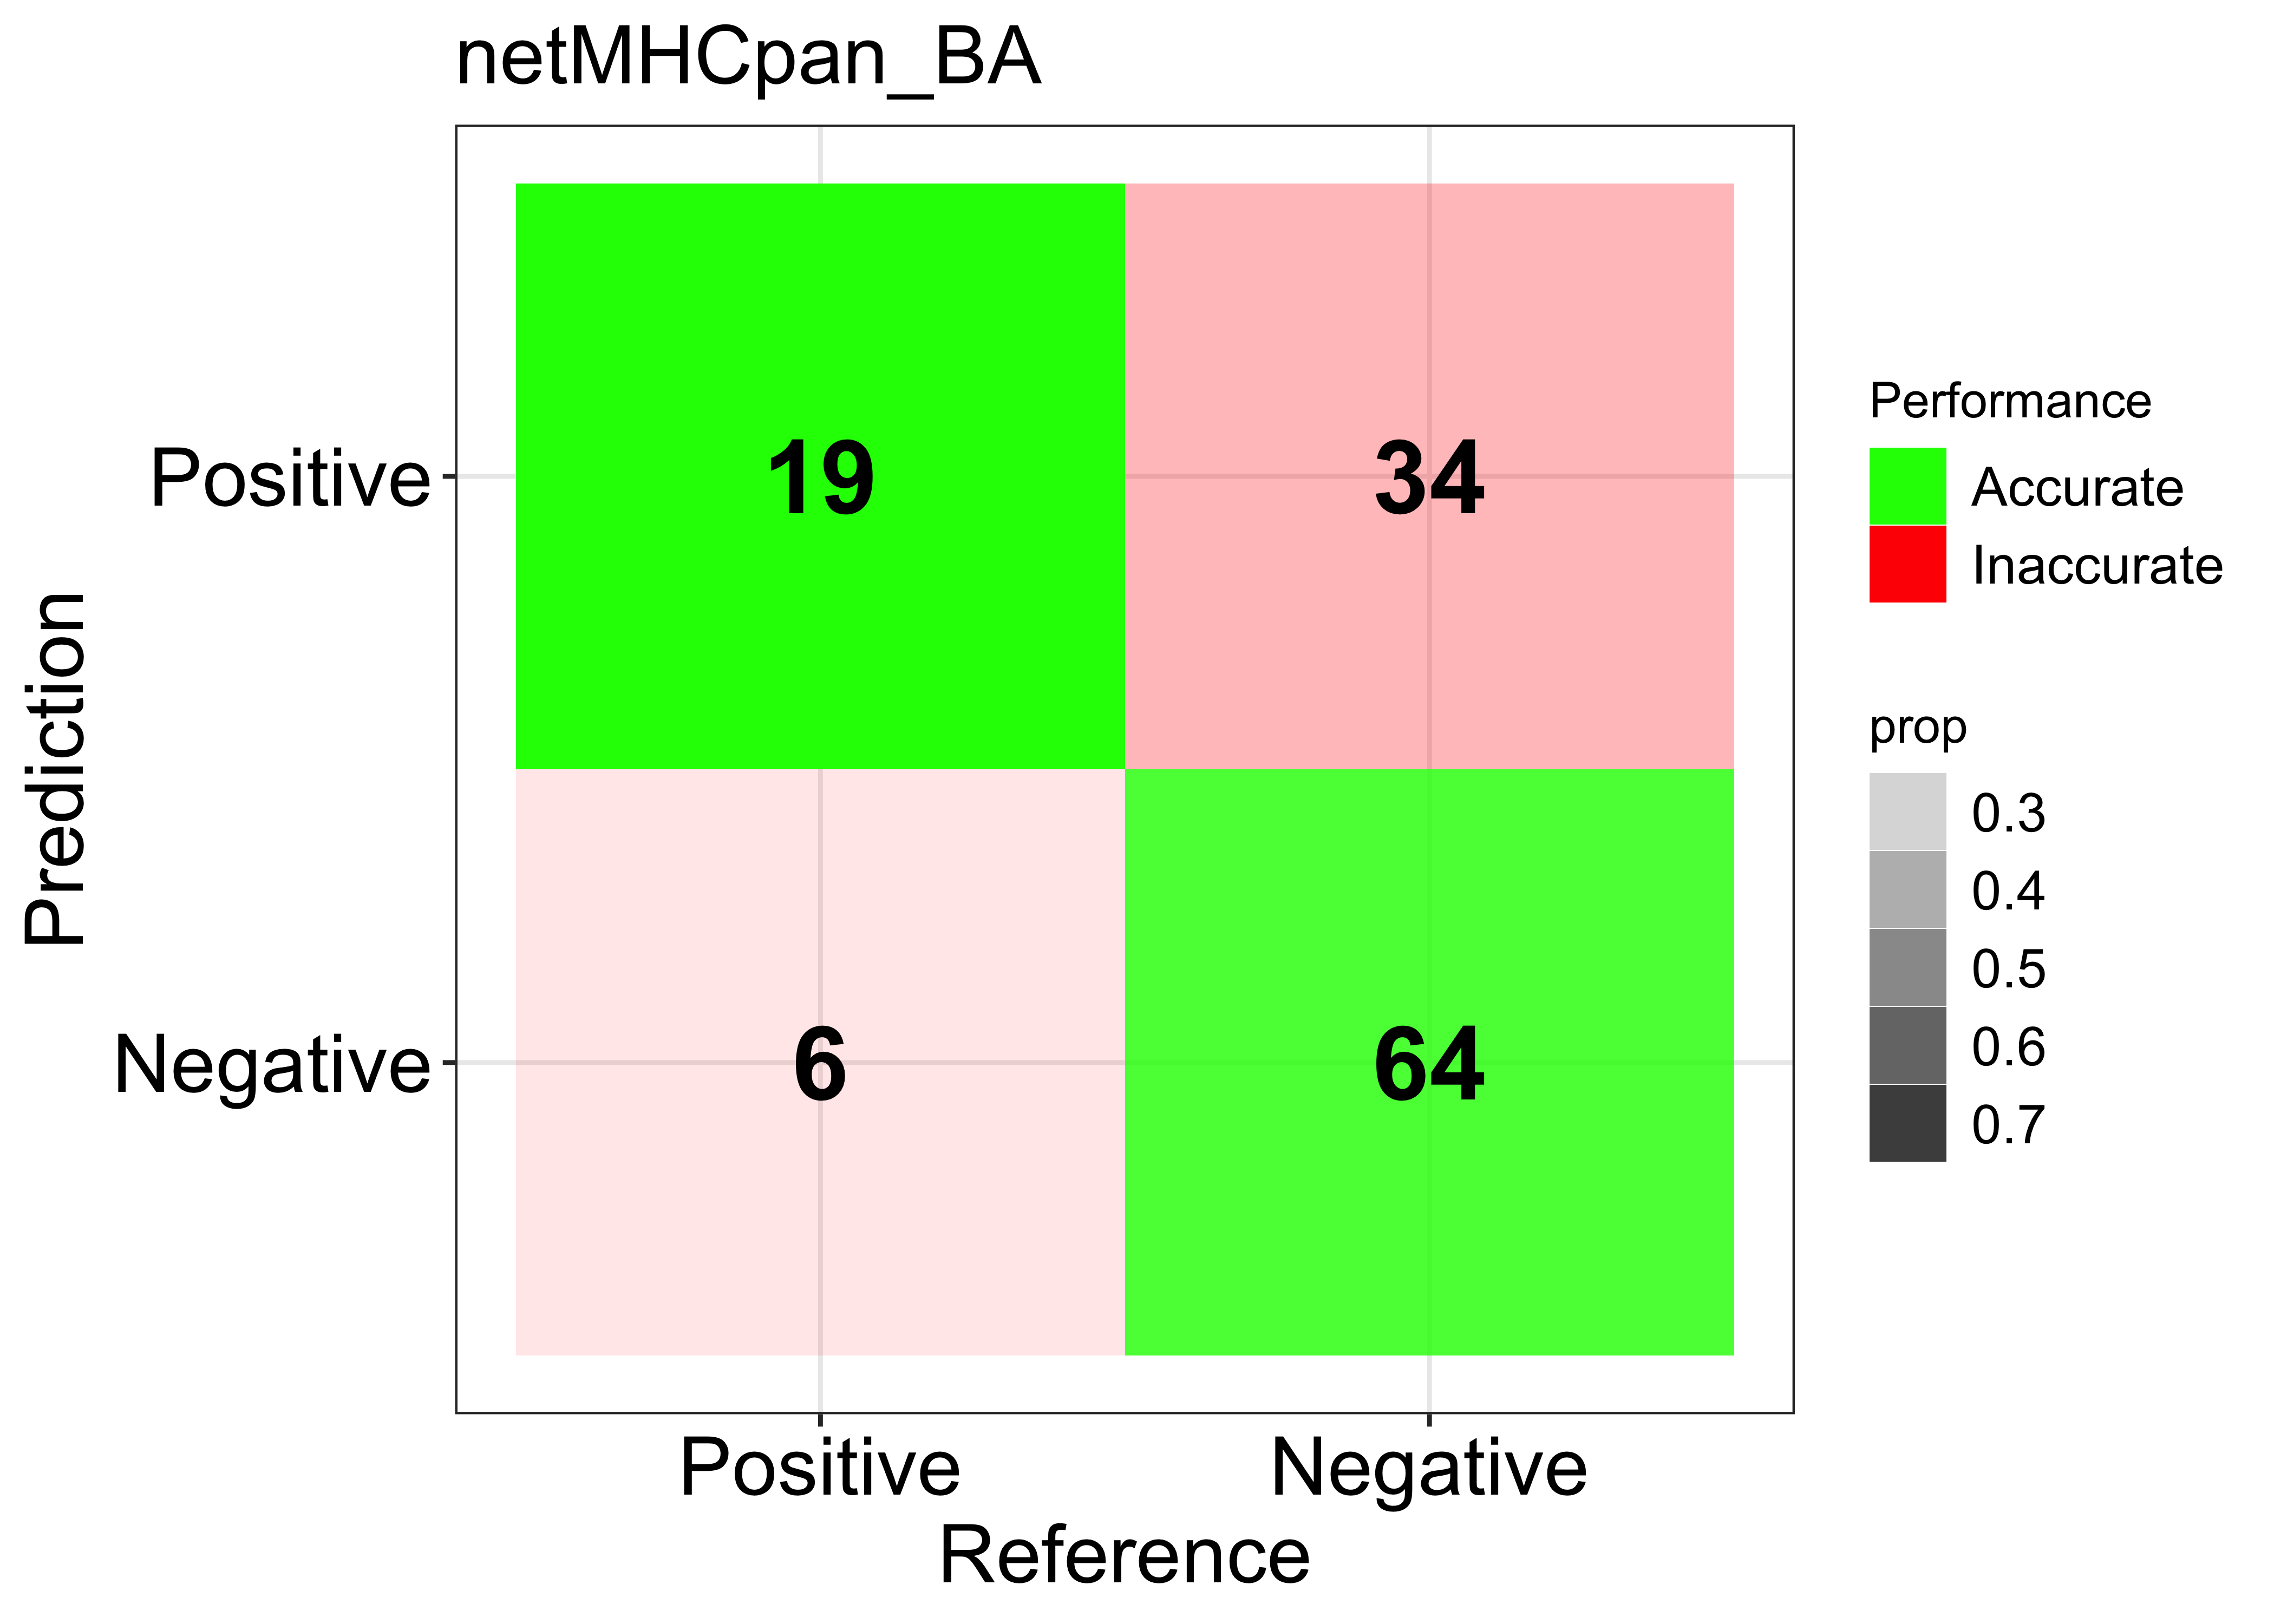 netMHCpan_BA
Prediction
Positive
Negative
19
34
6
64
Positive
Negative
Reference
Performance
Accurate
Inaccurate
prop
0.3
0.4
0.5
0.6
0.7